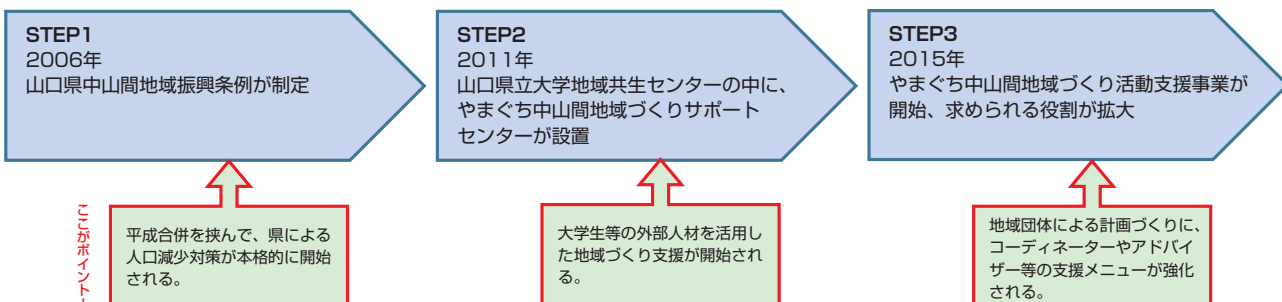 STEP1
2006年
山口県中山間地域振興条例が制定
STEP2
2011年
山口県立大学地域共生センターの中に、
やまぐち中山間地域づくりサポート
センターが設置
STEP3
2015年
やまぐち中山間地域づくり活動支援事業が
開始、求められる役割が拡大
ここがポイント!
平成合併を挟んで、県による
人口減少対策が本格的に開始
される。
大学生等の外部人材を活用し
た地域づくり支援が開始され
る。
地域団体による計画づくりに、
コーディネーターやアドバイ
ザー等の支援メニューが強化
される。